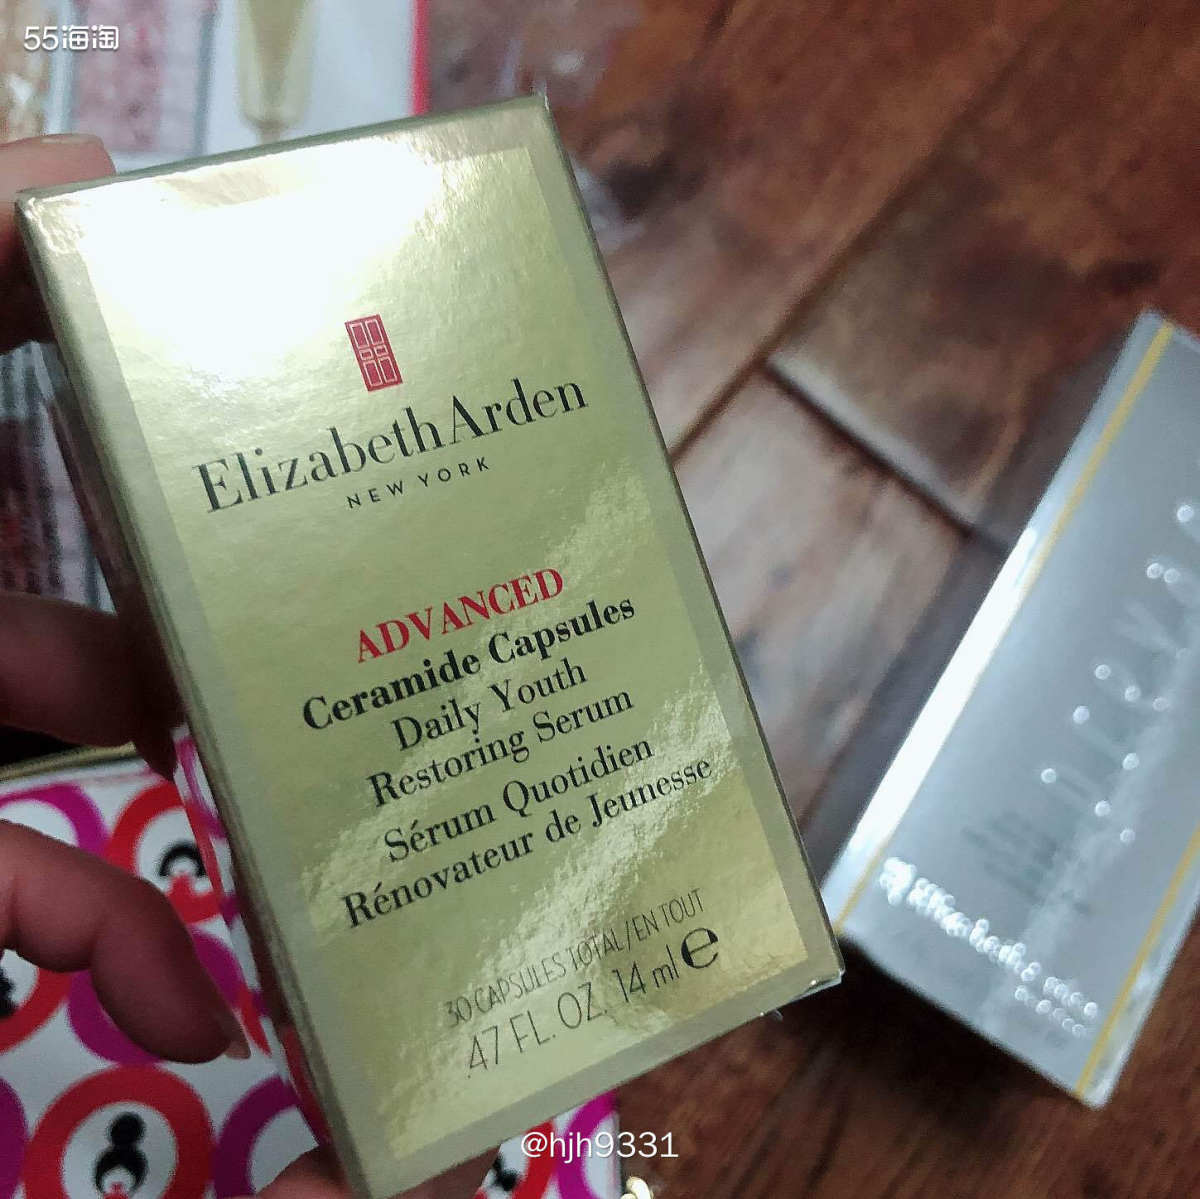 55海淘
Elizabeth Arden
NEW YORK
ADVANCED
Ceramide Capsules
Daily Youth
Restoring Serum
Sérum Quotidien
Rénovateur de Jeunesse
30 CAPSULES TOTAL/EN TOUT
.47 FL. OZ. 14 ml e
@hjh9331